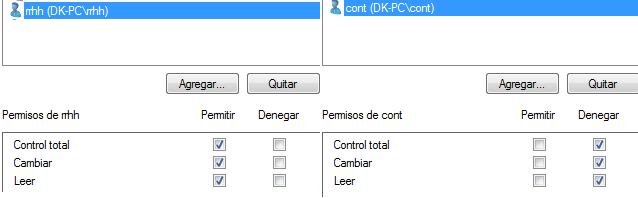 rrhh (DK-PC\rrhh)
Agregar... Quitar
Permisos de rrhh Permitir Denegar
Control total
Cambiar
Leer
cont (DK-PC\cont)
Agregar... Quitar
Permisos de cont Permitir Denegar
Control total
Cambiar
Leer